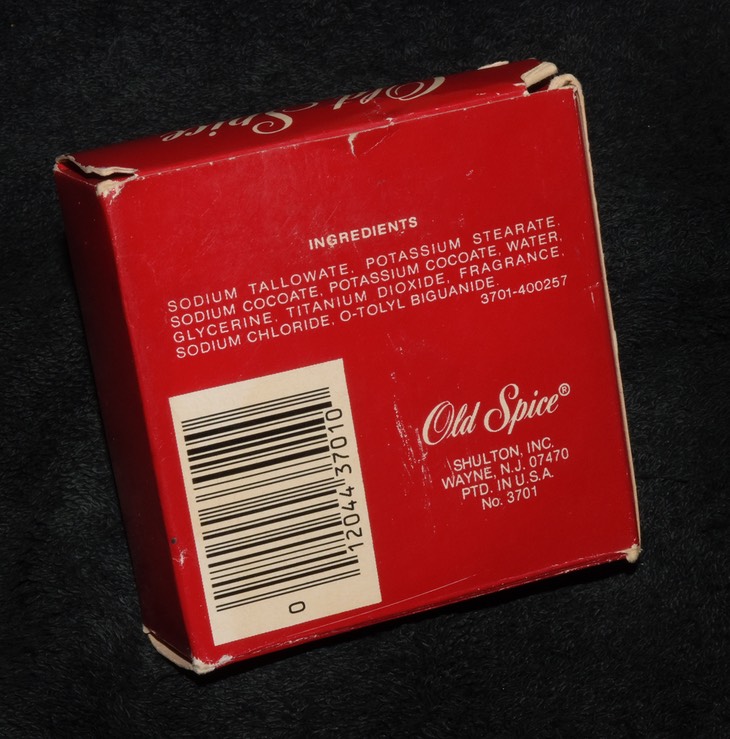 Old Spice
INGREDIENTS
SODIUM TALLOWATE, POTASSIUM STEARATE,
SODIUM COCOATE, POTASSIUM COCOATE, WATER,
GLYCERINE, TITANIUM DIOXIDE, FRAGRANCE,
SODIUM CHLORIDE, O-TOLYL BIGUANIDE.
3701-400257
Old Spice®
SHULTON, INC.
WAYNE, N.J. 07470
PTD. IN U.S.A.
No. 3701
0 12044 37010